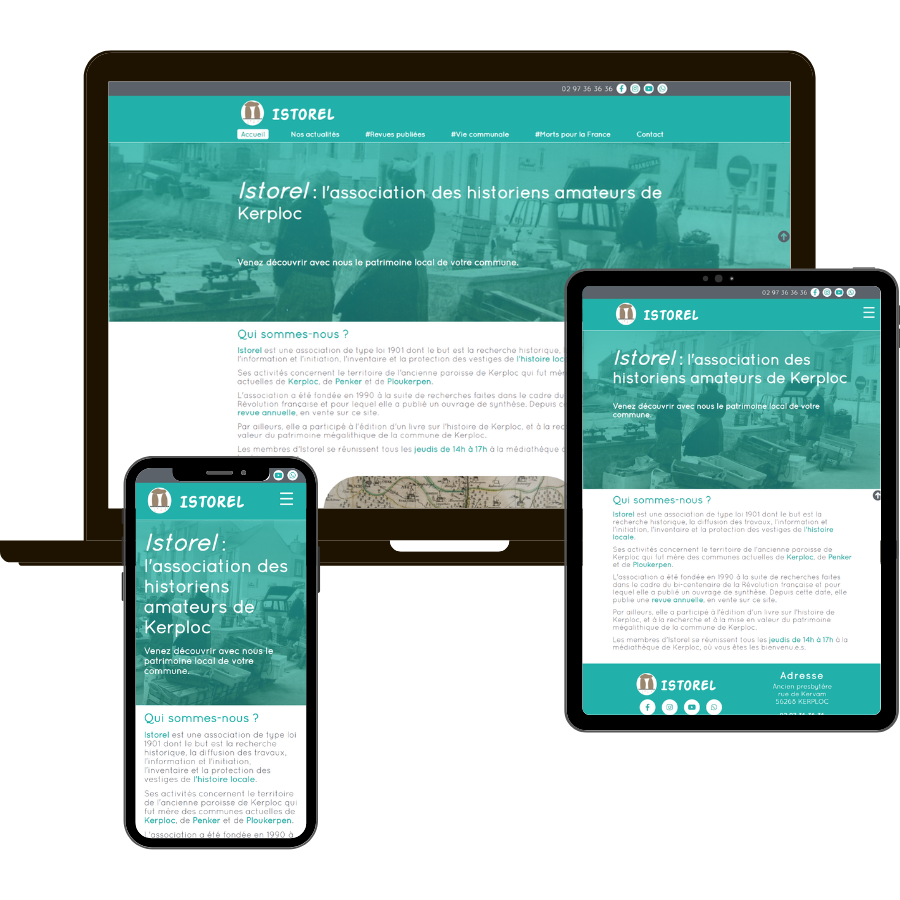 02 97 36 36 36
ISTOREL
Accueil
Nos actualités
#Revues publiées
#Vie communale
#Morts pour la France
Contact
Istorel : l'association des historiens amateurs de
Kerploc
Venez découvrir avec nous le patrimoine local de votre commune.
Qui sommes-nous ?
Istorel est une association de type loi 1901 dont le but est la recherche historique,
l'information et l'initiation, l'inventaire et la protection des vestiges de l'histoire loc
Ses activités concernent le territoire de l'ancienne paroisse de Kerploc qui fut mèr
actuelles de Kerploc, de Penker et de Ploukerpen.
L'association a été fondée en 1990 à la suite de recherches faites dans le cadre du
Révolution française et pour lequel elle a publié un ouvrage de synthèse. Depuis c
revue annuelle, en vente sur ce site.
Par ailleurs, elle a participé à l'édition d'un livre sur l'histoire de Kerploc, et à la rec
valeur du patrimoine mégalithique de la commune de Kerploc.
Les membres d'Istorel se réunissent tous les jeudis de 14h à 17h à la médiathèque
02 97 36 36 36
ISTOREL
Istorel : l'association des
historiens amateurs de Kerploc
Venez découvrir avec nous le patrimoine local de votre
commune.
Qui sommes-nous ?
Istorel est une association de type loi 1901 dont le but est la
recherche historique, la diffusion des travaux, l'information et
l'initiation, l'inventaire et la protection des vestiges de l'histoire
locale.
Ses activités concernent le territoire de l'ancienne paroisse de
Kerploc qui fut mère des communes actuelles de Kerploc, de Penker
et de Ploukerpen.
L'association a été fondée en 1990 à la suite de recherches faites
dans le cadre du bi-centenaire de la Révolution française et pour
lequel elle a publié un ouvrage de synthèse. Depuis cette date, elle
publie une revue annuelle, en vente sur ce site.
Par ailleurs, elle a participé à l'édition d'un livre sur l'histoire de
Kerploc, et à la recherche et à la mise en valeur du patrimoine
mégalithique de la commune de Kerploc.
Les membres d'Istorel se réunissent tous les jeudis de 14h à 17h à la
médiathèque de Kerploc, où vous êtes les bienvenu.e.s.
ISTOREL
Adresse
Ancien presbytère
rue de Kervam
56268 KERPLOC
ISTOREL
Istorel :
l'association des
historiens
amateurs de
Kerploc
Venez découvrir avec nous le
patrimoine local de votre
commune.
Qui sommes-nous ?
Istorel est une association de type loi
1901 dont le but est la recherche
historique, la diffusion des travaux,
l'information et l'initiation,
l'inventaire et la protection des
vestiges de l'histoire locale.
Ses activités concernent le territoire
de l'ancienne paroisse de Kerploc qui
fut mère des communes actuelles de
Kerploc, de Penker et de Ploukerpen.
L'association a été fondée en 1990 à